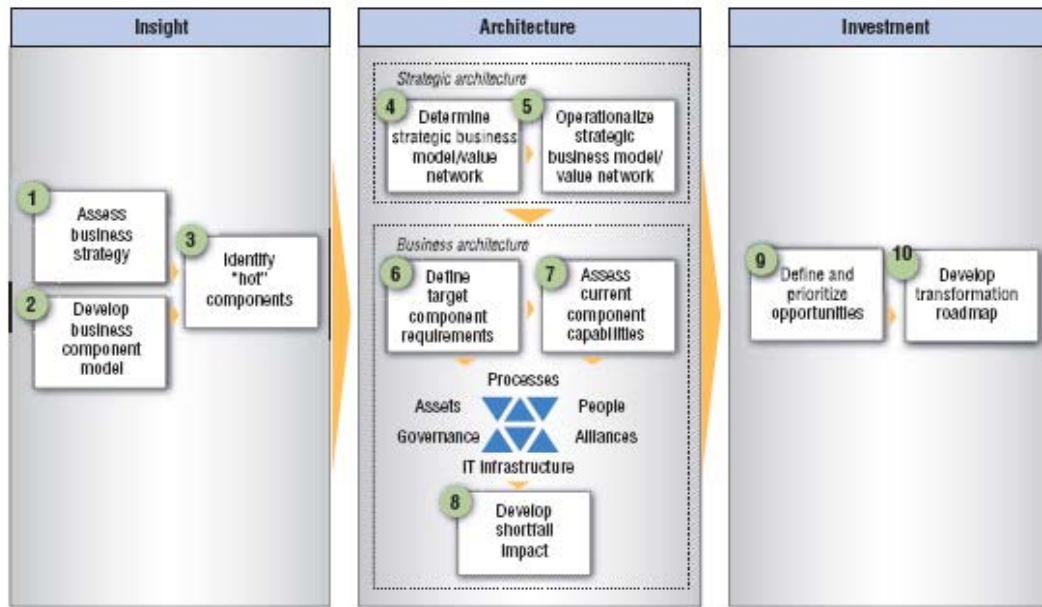 Insight
1
Assess
business
strategy
2
Develop
business
component
model
3
Identify
"hot"
components
Architecture
Strategic architecture
4
Determine
strategic business
model/value
network
5
Operationalize
strategic
business model/
value network
Business architecture
6
Define
target
component
requirements
7
Assess
current
component
capabilities
Processes
Assets
People
Governance
Alliances
IT infrastructure
8
Develop
shortfall
impact
Investment
9
Define and
prioritize
opportunities
10
Develop
transformation
roadmap